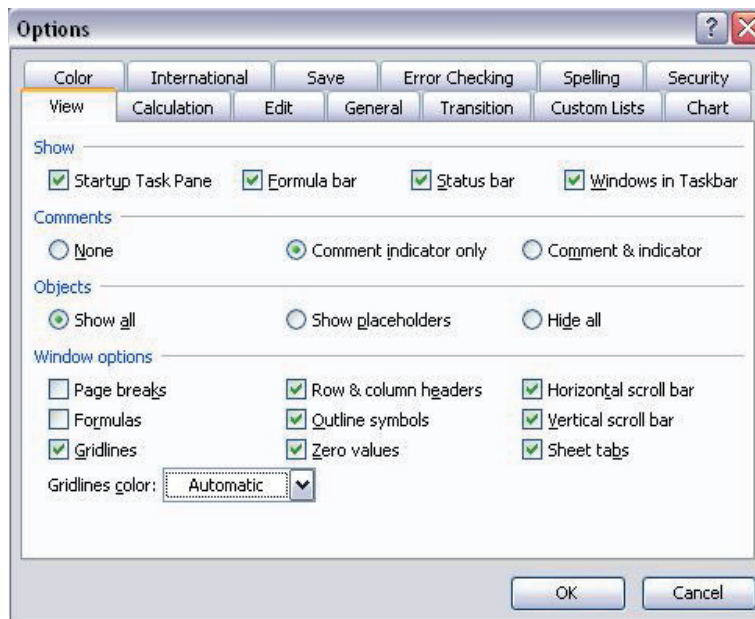 Options
Color International Save Error Checking Spelling Security
View Calculation Edit General Transition Custom Lists Chart
Show
Startup Task Pane Formula bar Status bar Windows in Taskbar
Comments
None Comment indicator only Comment & indicator
Objects
Show all Show placeholders Hide all
Window options
Page breaks Row & column headers Horizontal scroll bar
Formulas Outline symbols Vertical scroll bar
Gridlines Zero values Sheet tabs
Gridlines color: Automatic
OK Cancel